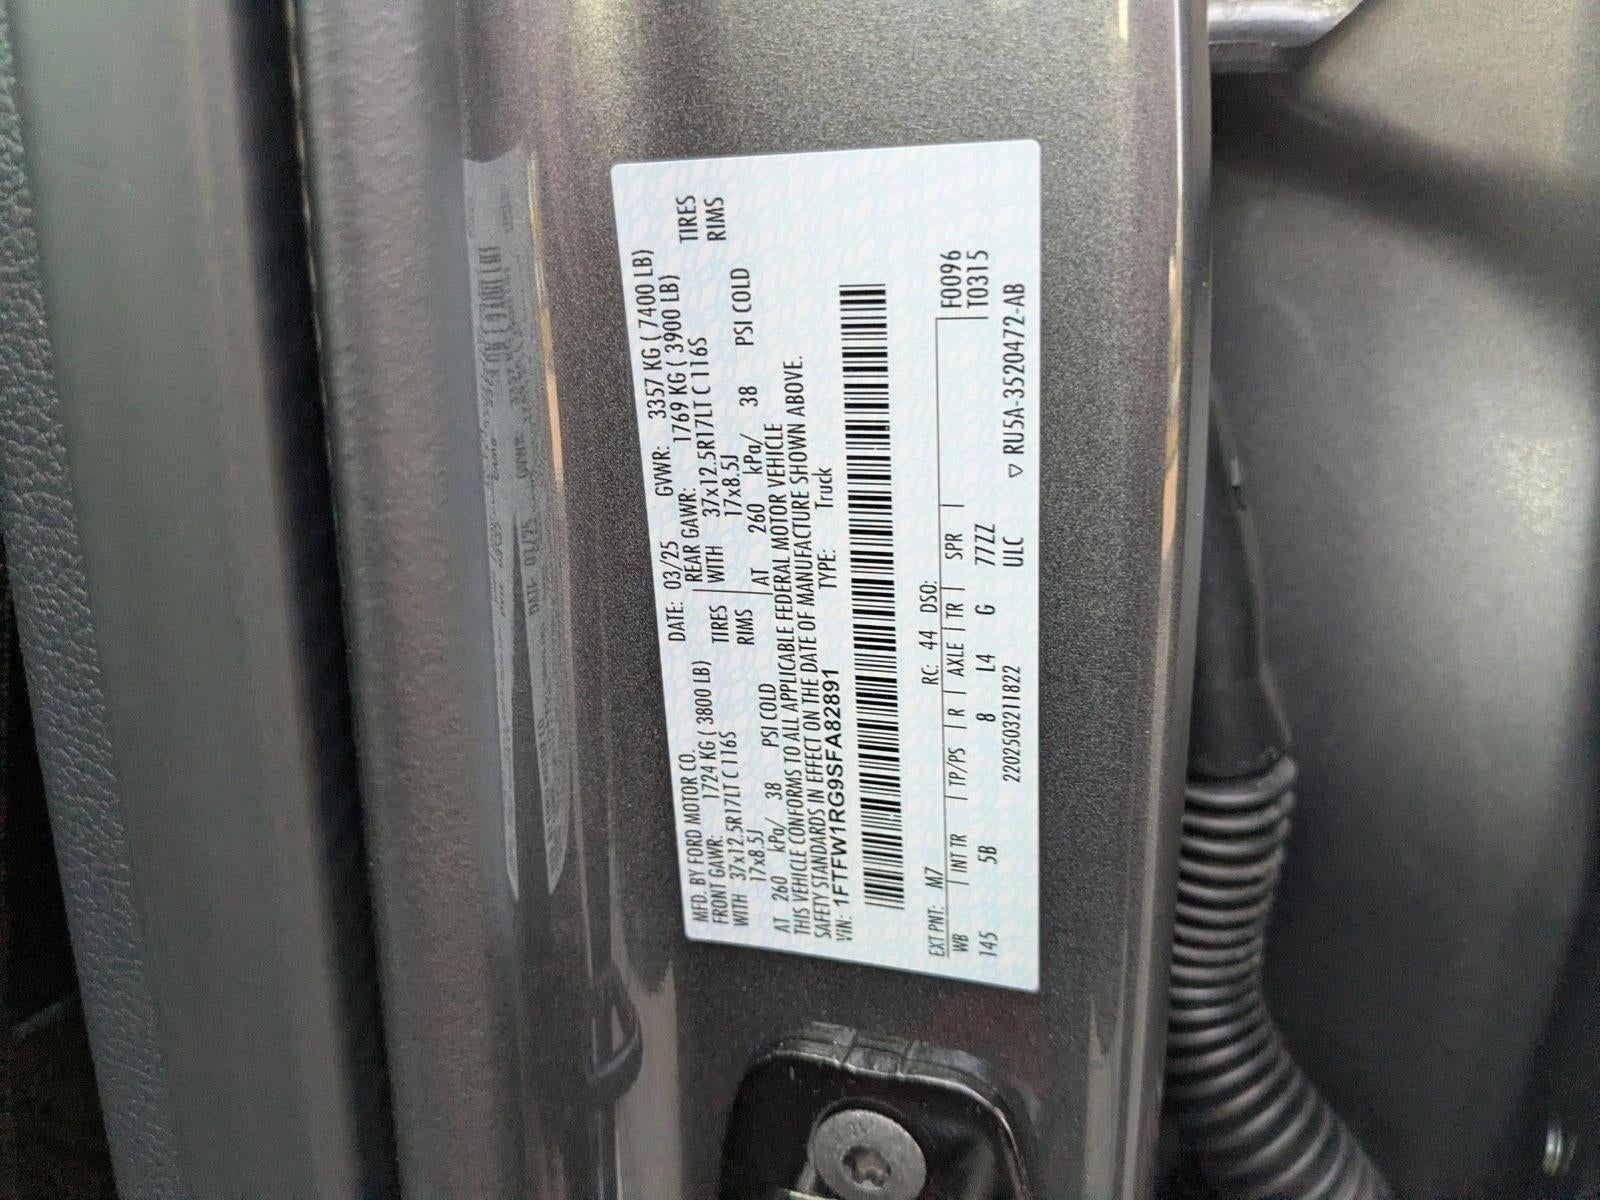 MFD. BY FORD MOTOR CO. DATE: 03/25 GVWR: 3357 KG ( 7400 LB)
FRONT GAWR: 1724 KG ( 3800 LB) REAR GAWR: 1769 KG ( 3900 LB)
WITH 37x12.5R17LT C 116S TIRES WITH 37x12.5R17LT C 116S TIRES
17x8.5J RIMS 17x8.5J RIMS
AT 260 kPa/ 38 PSI COLD AT 260 kPa/ 38 PSI COLD
THIS VEHICLE CONFORMS TO ALL APPLICABLE FEDERAL MOTOR VEHICLE
SAFETY STANDARDS IN EFFECT ON THE DATE OF MANUFACTURE SHOWN ABOVE.
VIN: 1FTFW1RG9SFA82891 TYPE: Truck
EXT PNT: M7 RC: 44 DSO: F0096
WB INT TR TP/PS R AXLE TR SPR T0315
145 5B 8 L4 G 77ZZ
2202503211822 ULC ▽ RU5A-3520472-AB